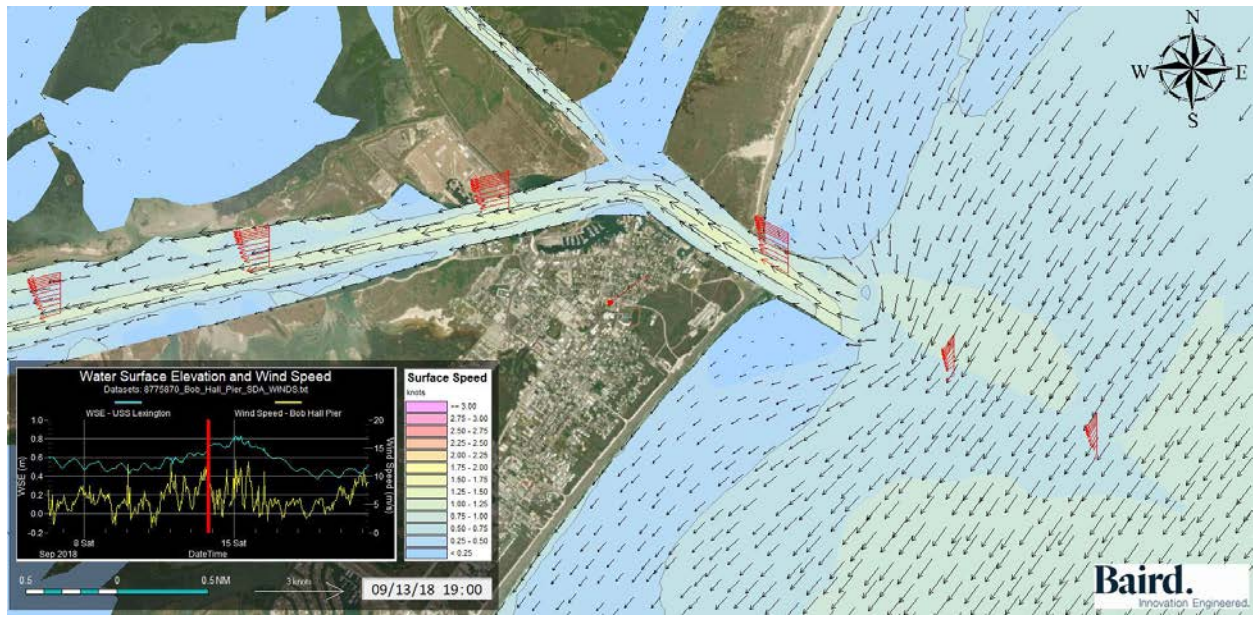 N
W E
S
Water Surface Elevation and Wind Speed
Datasets: 8775870_Bob_Hall_Pier_SDA_WINDS.txt
WSE - USS Lexington Wind Speed - Bob Hall Pier
WSE (m)
1.0
0.8
0.6
0.4
0.2
0.0
-0.2
20
15
10
5
0
Wind Speed (m/s)
8 Sat 15 Sat
Sep 2018 DateTime
Surface Speed
knots
>= 3.00
2.75 - 3.00
2.50 - 2.75
2.25 - 2.50
2.00 - 2.25
1.75 - 2.00
1.50 - 1.75
1.25 - 1.50
1.00 - 1.25
0.75 - 1.00
0.50 - 0.75
0.25 - 0.50
< 0.25
0.5 0 0.5 NM
3 knots
09/13/18 19:00
Baird.
Innovation Engineered.